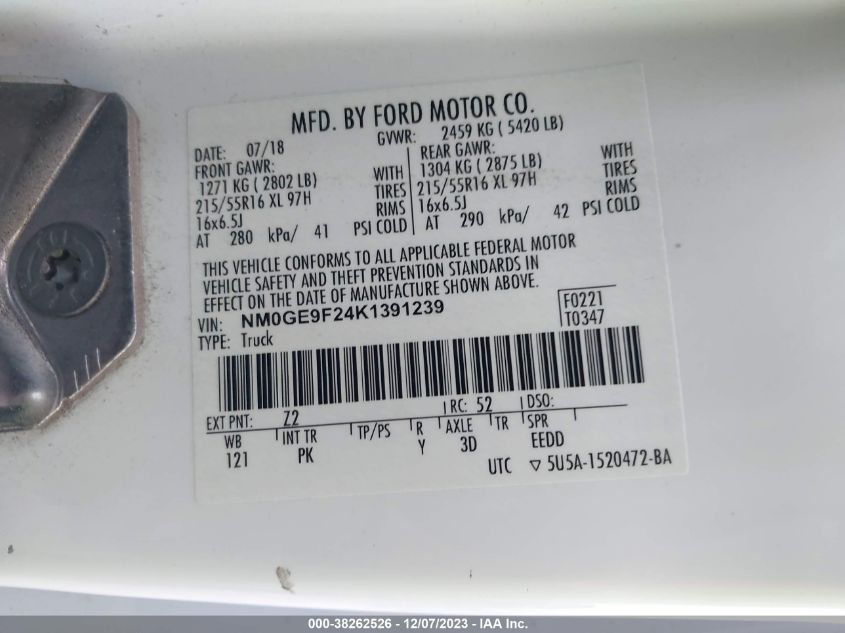 MFD. BY FORD MOTOR CO.
DATE: 07/18 GVWR: 2459 KG ( 5420 LB)
FRONT GAWR: WITH
1271 KG ( 2802 LB) TIRES
215/55R16 XL 97H RIMS
16x6.5J PSI COLD
AT 280 kPa/ 41
REAR GAWR: WITH
1304 KG ( 2875 LB) TIRES
215/55R16 XL 97H RIMS
16x6.5J
AT 290 kPa/ 42 PSI COLD
THIS VEHICLE CONFORMS TO ALL APPLICABLE FEDERAL MOTOR
VEHICLE SAFETY AND THEFT PREVENTION STANDARDS IN
EFFECT ON THE DATE OF MANUFACTURE SHOWN ABOVE.
VIN: NM0GE9F24K1391239
TYPE: Truck
F0221
T0347
EXT PNT: Z2 RC: 52 DSO:
WB INT TR TP/PS R AXLE TR SPR
121 PK Y 3D EEDD
UTC ▽ 5U5A-1520472-BA
000-38262526 - 12/07/2023 - IAA Inc.